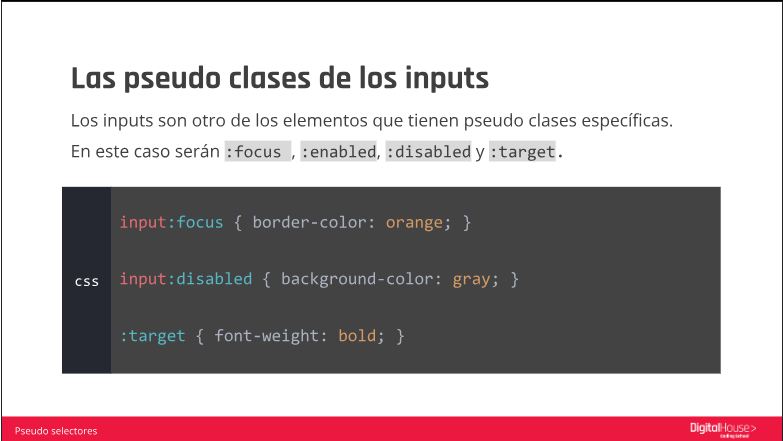 Las pseudo clases de los inputs
Los inputs son otro de los elementos que tienen pseudo clases específicas.
En este caso serán :focus , :enabled, :disabled y :target.
css
input:focus { border-color: orange; }
input:disabled { background-color: gray; }
:target { font-weight: bold; }
Pseudo selectores
DigitalHouse>
Coding School